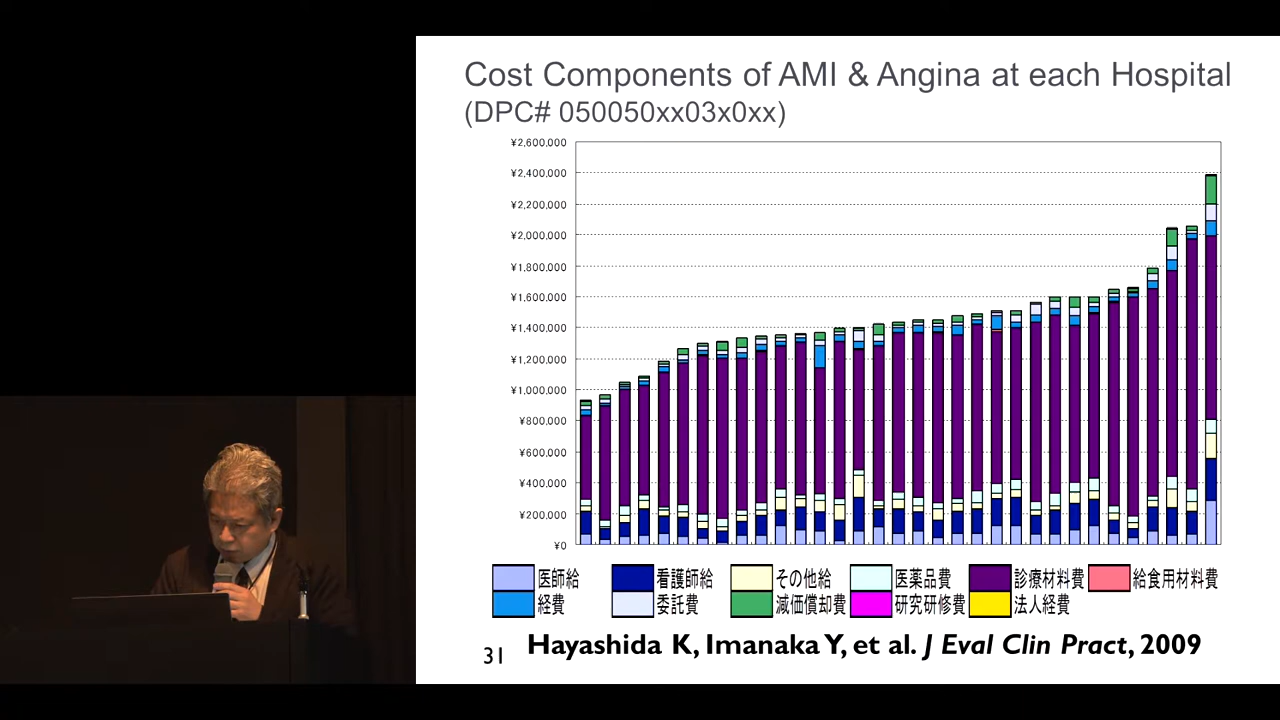 Cost Components of AMI & Angina at each Hospital
(DPC# 050050xx03x0xx)
¥2,600,000
¥2,400,000
¥2,200,000
¥2,000,000
¥1,800,000
¥1,600,000
¥1,400,000
¥1,200,000
¥1,000,000
¥800,000
¥600,000
¥400,000
¥200,000
¥0
医師給 看護師給 その他給 医薬品費 診療材料費 給食用材料費
経費 委託費 減価償却費 研究研修費 法人経費
31 Hayashida K, Imanaka Y, et al. J Eval Clin Pract, 2009